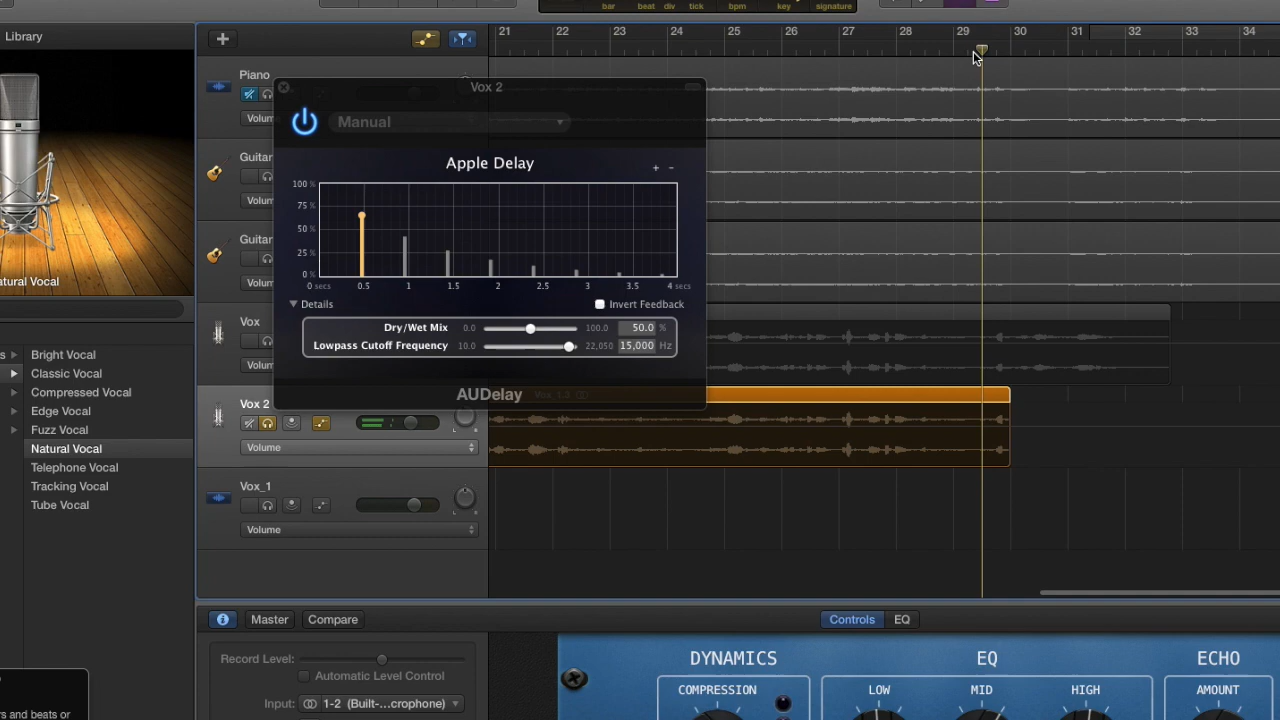 bar beat div tick bpm key signature
Library
21 22 23 24 25 26 27 28 29 30 31 32 33 34
Piano
Vox 2
Manual
Volum
Apple Delay
+ -
100 %
75 %
50 %
25 %
0 %
0 secs 0.5 1 1.5 2 2.5 3 3.5 4 secs
Guitar
Volum
Guitar
Volum
Details
Invert Feedback
Dry/Wet Mix 0.0 100.0 50.0 %
Lowpass Cutoff Frequency 10.0 22,050 15,000 Hz
AUDelay
Vox
Volum
atural Vocal
s
Bright Vocal
Classic Vocal
Compressed Vocal
Edge Vocal
Fuzz Vocal
Natural Vocal
Telephone Vocal
Tracking Vocal
Tube Vocal
Vox 2
Volume
Vox_1
Volume
Master
Compare
Controls
EQ
Record Level:
Automatic Level Control
Input: 1-2 (Built-...crophone)
DYNAMICS
EQ
ECHO
COMPRESSION
LOW
MID
HIGH
AMOUNT
rs and beats or